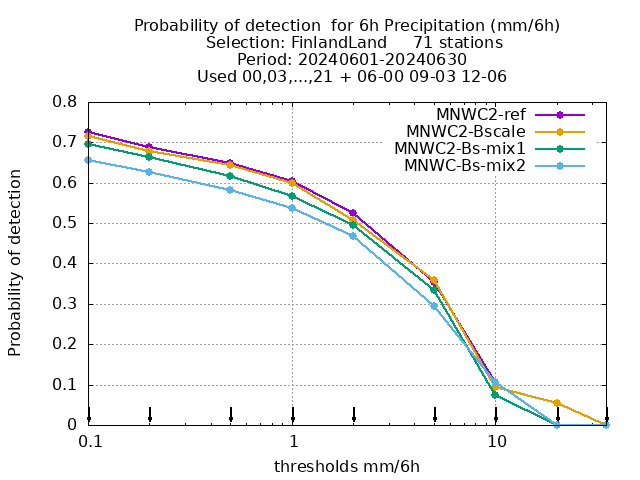 Probability of detection  for 6h Precipitation (mm/6h)
Selection: FinlandLand     71 stations
Period: 20240601-20240630
Used 00,03,...,21 + 06-00 09-03 12-06
MNWC2-ref
MNWC2-Bscale
MNWC2-Bs-mix1
MNWC-Bs-mix2
Probability of detection
0.8
0.7
0.6
0.5
0.4
0.3
0.2
0.1
0
0.1 1 10
thresholds mm/6h